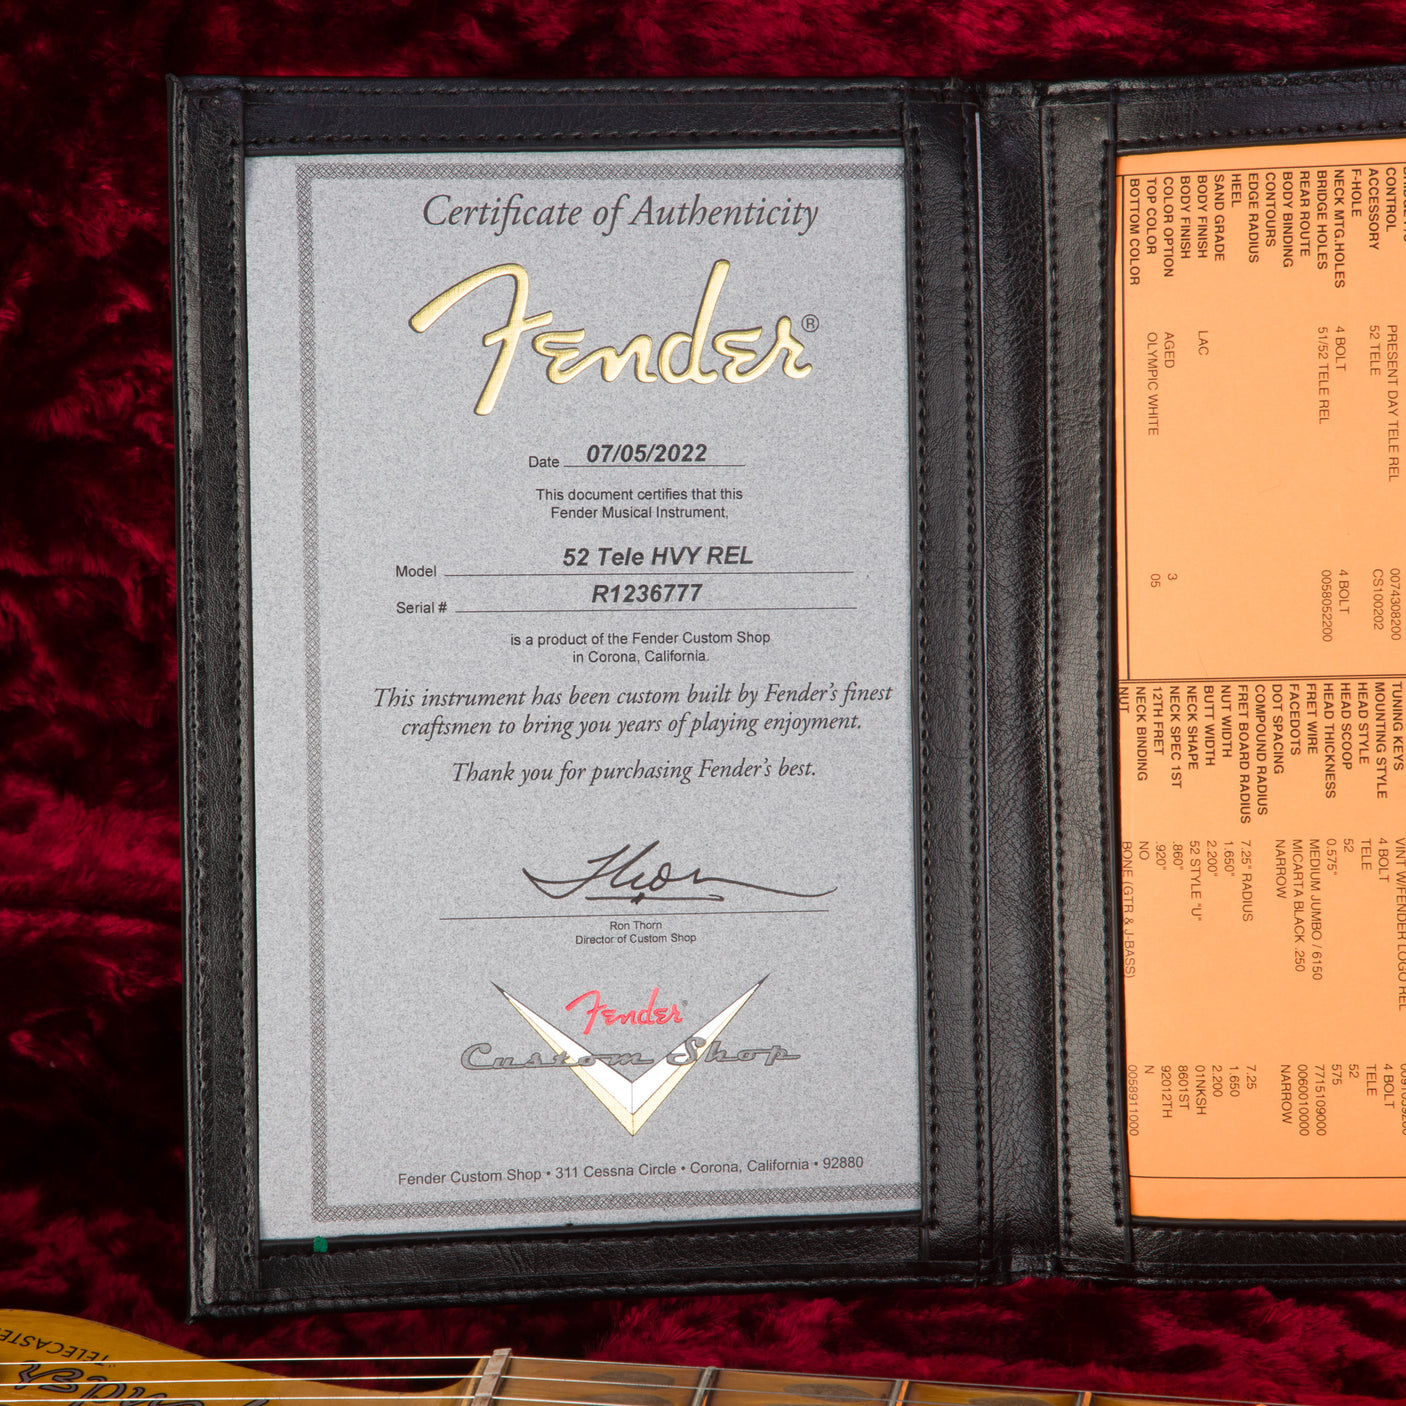 Certificate of Authenticity
Fender®
Date 07/05/2022
This document certifies that this
Fender Musical Instrument,
Model 52 Tele HVY REL
Serial # R1236777
is a product of the Fender Custom Shop
in Corona, California.
This instrument has been custom built by Fender's finest
craftsmen to bring you years of playing enjoyment.
Thank you for purchasing Fender's best.
Ron Thorn
Director of Custom Shop
Fender®
Custom Shop
Fender Custom Shop • 311 Cessna Circle • Corona, California • 92880
CONTROL PRESENT DAY TELE REL 0074308200
ACCESSORY 52 TELE CS100202
F-HOLE
NECK MTG.HOLES 4 BOLT 4 BOLT
BRIDGE HOLES 51/52 TELE REL 0058052200
REAR ROUTE
BODY BINDING
CONTOURS
EDGE RADIUS
HEEL
SAND GRADE
BODY FINISH LAC
BODY FINISH
COLOR OPTION AGED 3
TOP COLOR OLYMPIC WHITE 05
BOTTOM COLOR
TUNING KEYS VINT W/FENDER LOGO REL
MOUNTING STYLE 4 BOLT 4 BOLT
HEAD STYLE TELE TELE
HEAD SCOOP 52 52
HEAD THICKNESS 0.575" 575
FRET WIRE MEDIUM JUMBO / 6150 7715109000
FACEDOTS MICARTA BLACK .250 0060010000
DOT SPACING NARROW NARROW
COMPOUND RADIUS
FRET BOARD RADIUS 7.25" RADIUS 7.25
NUT WIDTH 1.650" 1.650
BUTT WIDTH 2.200" 2.200
NECK SHAPE 52 STYLE "U" 01NKSH
NECK SPEC 1ST .860" 8601ST
12TH FRET .920" 92012TH
NECK BINDING NO N
NUT BONE (GTR & J-BASS) 0058911000
TELECASTE